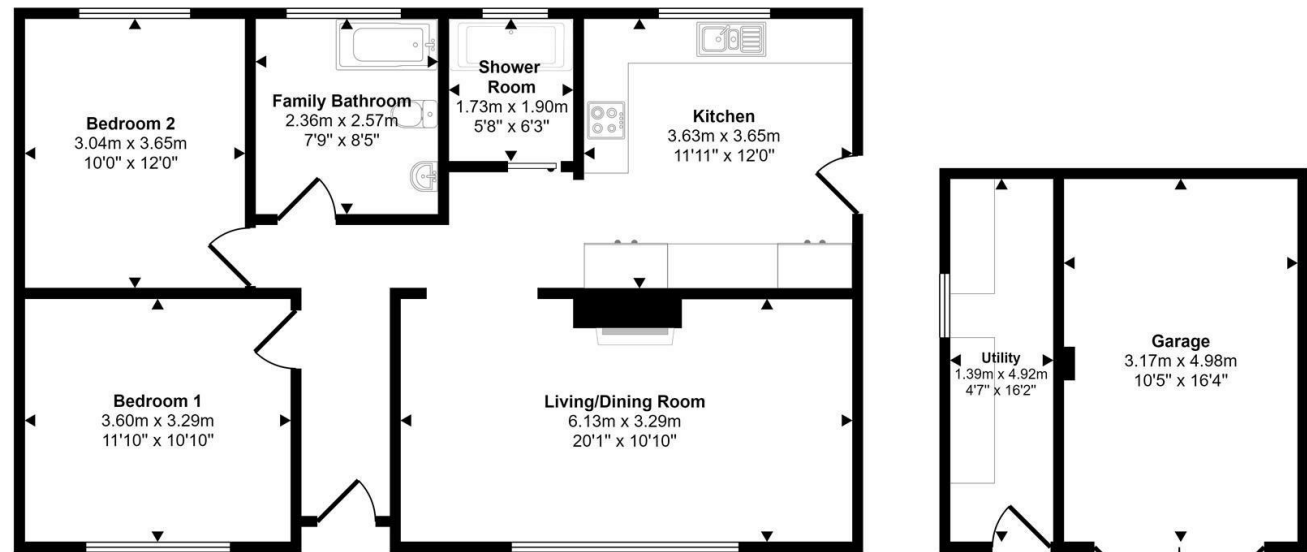 Bedroom 2
3.04m x 3.65m
10'0" x 12'0"
Family Bathroom
2.36m x 2.57m
7'9" x 8'5"
Shower
Room
1.73m x 1.90m
5'8" x 6'3"
Kitchen
3.63m x 3.65m
11'11" x 12'0"
Bedroom 1
3.60m x 3.29m
11'10" x 10'10"
Living/Dining Room
6.13m x 3.29m
20'1" x 10'10"
Utility
1.39m x 4.92m
4'7" x 16'2"
Garage
3.17m x 4.98m
10'5" x 16'4"